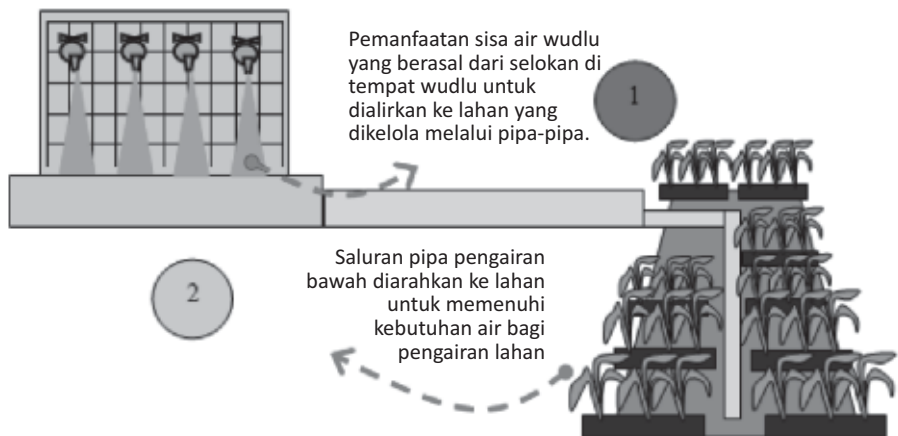 Pemanfaatan sisa air wudlu
yang berasal dari selokan di
tempat wudlu untuk
dialirkan ke lahan yang
dikelola melalui pipa-pipa.
1
Saluran pipa pengairan
bawah diarahkan ke lahan
untuk memenuhi
kebutuhan air bagi
pengairan lahan
2